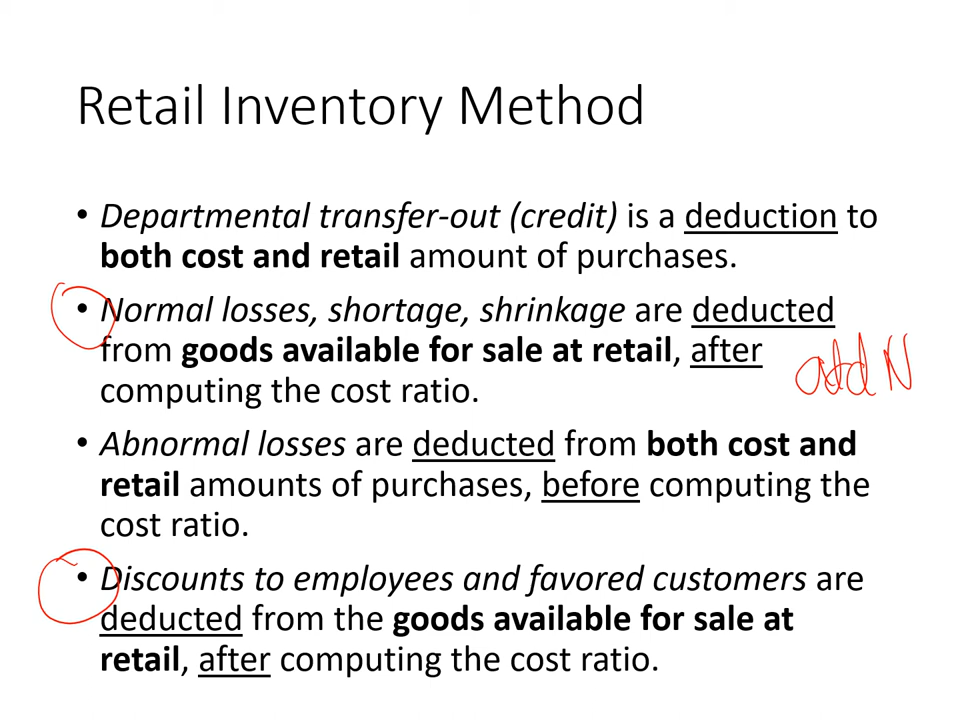 Retail Inventory Method
• Departmental transfer-out (credit) is a deduction to
both cost and retail amount of purchases.
• Normal losses, shortage, shrinkage are deducted
from goods available for sale at retail, after
computing the cost ratio.
add N
• Abnormal losses are deducted from both cost and
retail amounts of purchases, before computing the
cost ratio.
• Discounts to employees and favored customers are
deducted from the goods available for sale at
retail, after computing the cost ratio.